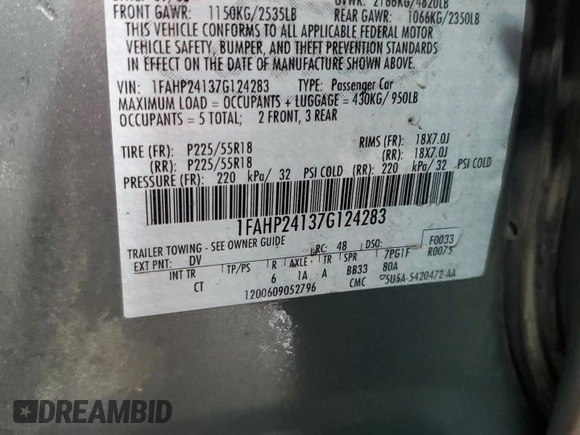 GVWR: 2186KG/4820LB
FRONT GAWR: 1150KG/2535LB REAR GAWR: 1066KG/2350LB
THIS VEHICLE CONFORMS TO ALL APPLICABLE FEDERAL MOTOR
VEHICLE SAFETY, BUMPER, AND THEFT PREVENTION STANDARDS
IN EFFECT ON THE DATE OF MANUFACTURE SHOWN ABOVE.
VIN: 1FAHP24137G124283 TYPE: Passenger Car
MAXIMUM LOAD = OCCUPANTS + LUGGAGE = 430KG/ 950LB
OCCUPANTS = 5 TOTAL; 2 FRONT, 3 REAR
TIRE (FR): P225/55R18 RIMS (FR): 18X7.0J
(RR): P225/55R18 (RR): 18X7.0J
PRESSURE (FR): 220 kPa/ 32 PSI COLD (RR): 220 kPa/ 32 PSI COLD
1FAHP24137G124283
TRAILER TOWING - SEE OWNER GUIDE
EXT PNT: DV RC: 48 DSO: F0033
INT TR TP/PS R AXLE TR SPR 7PG1F R0075
CT 6 1A A BB33 80A
1200609052796 CMC 5U5A-5420472-AA
DREAMBID